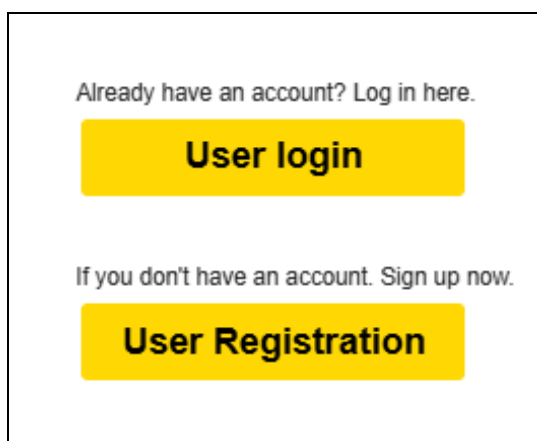 Already have an account? Log in here.
User login
If you don't have an account. Sign up now.
User Registration